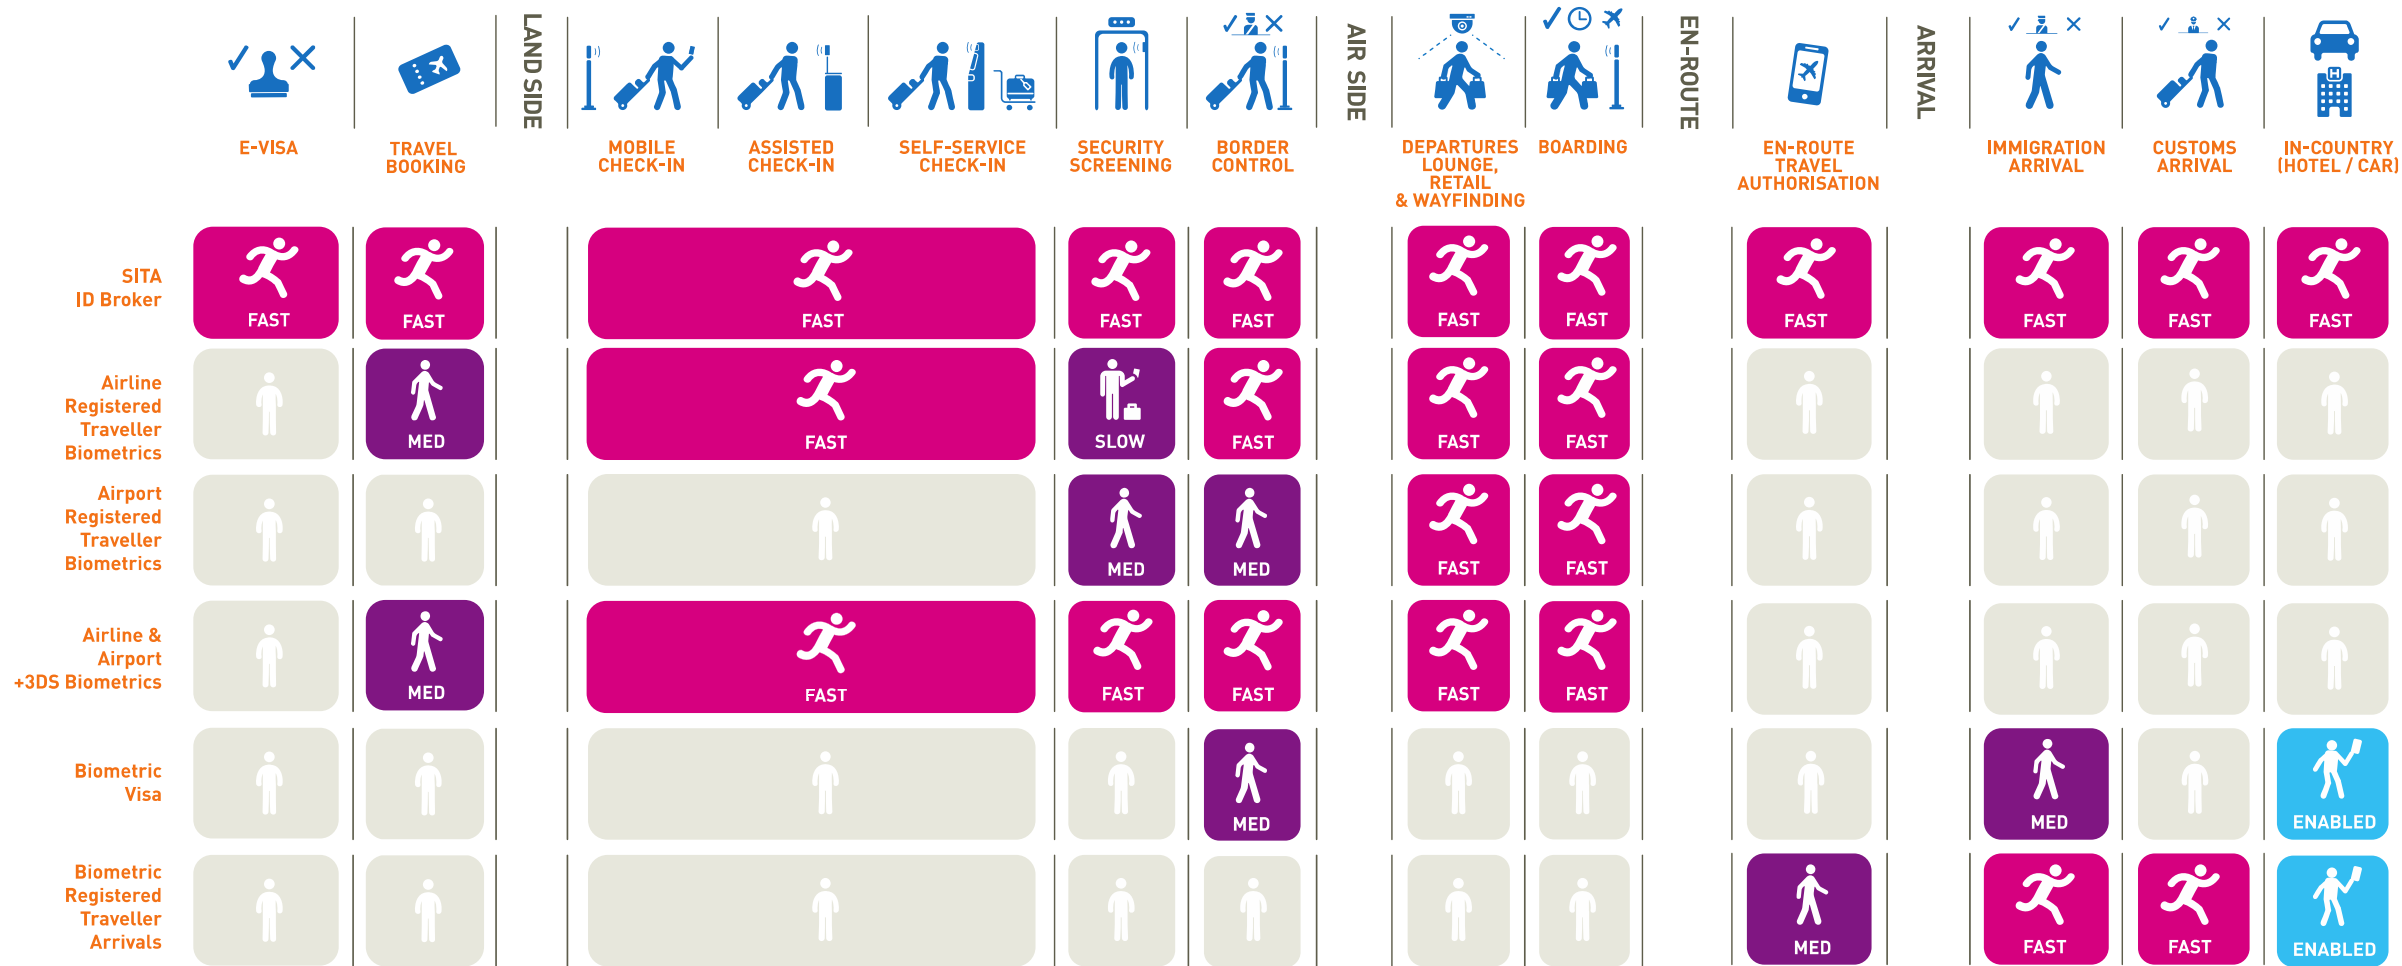 LAND SIDE
AIR SIDE
EN-ROUTE
ARRIVAL
E-VISA
TRAVEL
BOOKING
MOBILE
CHECK-IN
ASSISTED
CHECK-IN
SELF-SERVICE
CHECK-IN
SECURITY
SCREENING
BORDER
CONTROL
DEPARTURES
LOUNGE,
RETAIL
& WAYFINDING
BOARDING
EN-ROUTE
TRAVEL
AUTHORISATION
IMMIGRATION
ARRIVAL
CUSTOMS
ARRIVAL
IN-COUNTRY
(HOTEL / CAR)
H
SITA
ID Broker
FAST
FAST
FAST
FAST
FAST
FAST
FAST
FAST
FAST
FAST
FAST
Airline
Registered
Traveller
Biometrics
MED
FAST
SLOW
FAST
FAST
FAST
Airport
Registered
Traveller
Biometrics
MED
MED
FAST
FAST
Airline &
Airport
+3DS Biometrics
MED
FAST
FAST
FAST
FAST
FAST
Biometric
Visa
MED
MED
ENABLED
Biometric
Registered
Traveller
Arrivals
MED
FAST
FAST
ENABLED